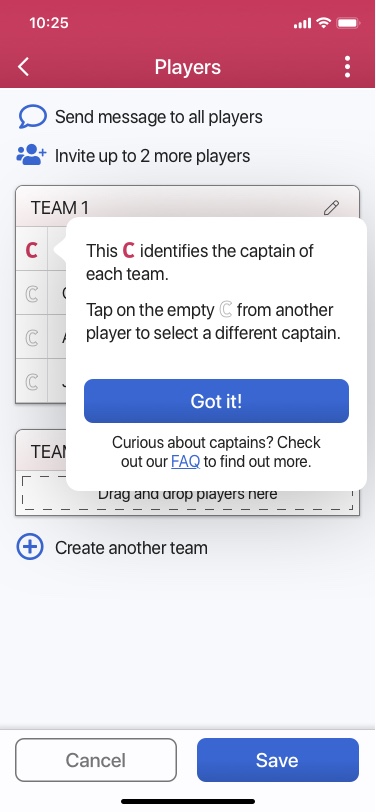 10:25
Players
Send message to all players
Invite up to 2 more players
TEAM 1
C
This C identifies the captain of
each team.
C
Tap on the empty C from another
player to select a different captain.
C
C
Got it!
Curious about captains? Check
out our FAQ to find out more.
Drag and drop players here
Create another team
Cancel
Save